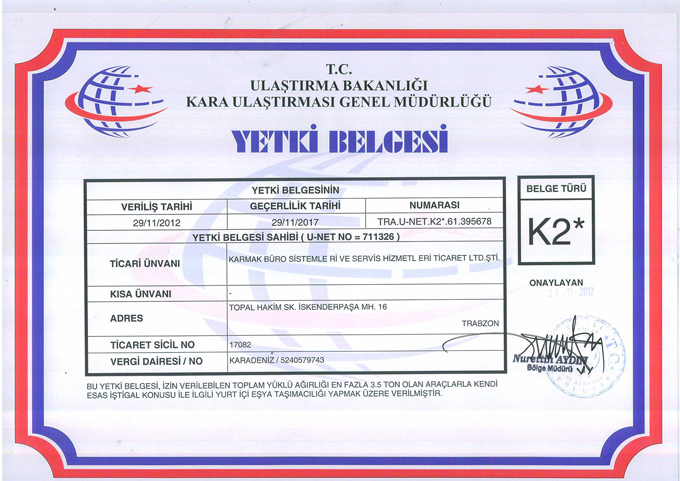 T.C.
ULAŞTIRMA BAKANLIĞI
KARA ULAŞTIRMASI GENEL MÜDÜRLÜĞÜ
YETKİ BELGESİ
YETKİ BELGESİNİN
VERİLİŞ TARİHİ GEÇERLİLİK TARİHİ NUMARASI
29/11/2012 29/11/2017 TRA.U-NET.K2*.61.395678
YETKİ BELGESİ SAHİBİ ( U-NET NO = 711326 )
TİCARİ ÜNVANI KARMAK BÜRO SİSTEMLE Rİ VE SERVİS HİZMETL ERİ TİCARET LTD.ŞTİ.
KISA ÜNVANI -
ADRES TOPAL HAKİM SK. İSKENDERPAŞA MH. 16
TRABZON
TİCARET SİCİL NO 17082
VERGİ DAİRESİ / NO KARADENİZ / 5240579743
BELGE TÜRÜ
K2*
ONAYLAYAN
Nurettin AYDIN
Bölge Müdürü
BU YETKİ BELGESİ, İZİN VERİLEBİLEN TOPLAM YÜKLÜ AĞIRLIĞI EN FAZLA 3.5 TON OLAN ARAÇLARLA KENDİ
ESAS İŞTİGAL KONUSU İLE İLGİLİ YURT İÇİ EŞYA TAŞIMACILIĞI YAPMAK ÜZERE VERİLMİŞTİR.